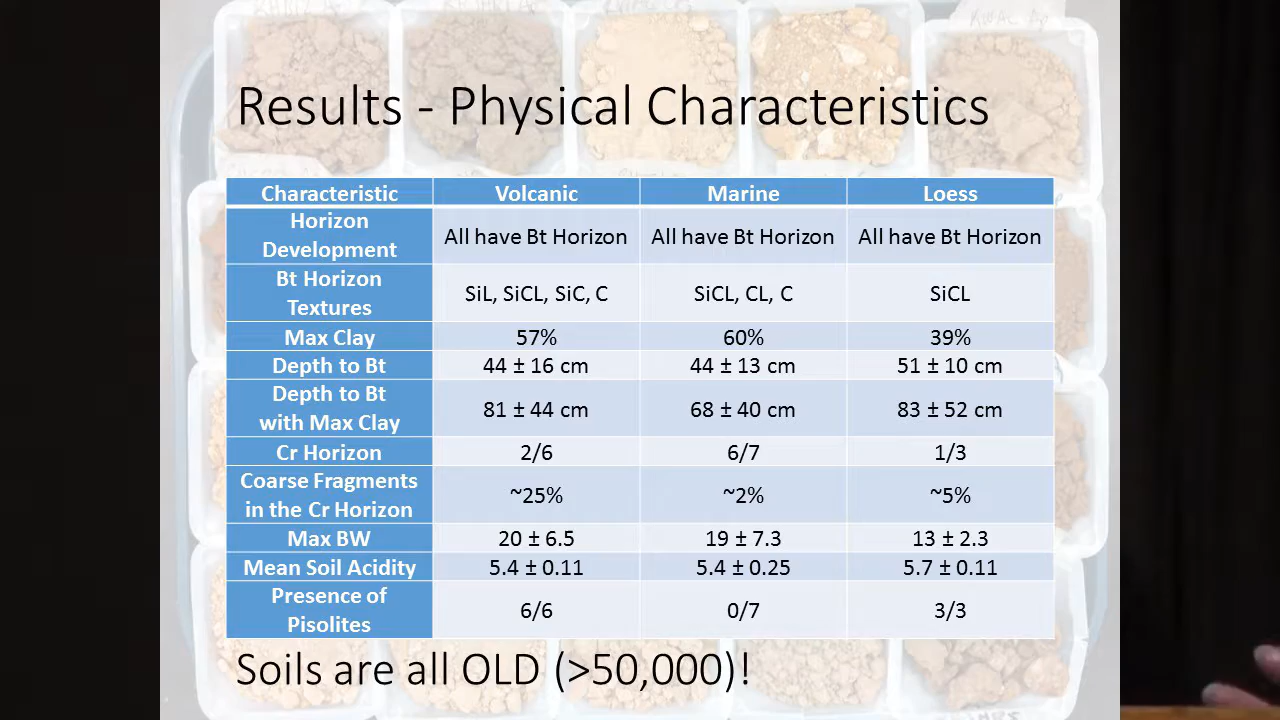 Results - Physical Characteristics
Characteristic Volcanic Marine Loess
Horizon Development All have Bt Horizon All have Bt Horizon All have Bt Horizon
Bt Horizon Textures SiL, SiCL, SiC, C SiCL, CL, C SiCL
Max Clay 57% 60% 39%
Depth to Bt 44 ± 16 cm 44 ± 13 cm 51 ± 10 cm
Depth to Bt with Max Clay 81 ± 44 cm 68 ± 40 cm 83 ± 52 cm
Cr Horizon 2/6 6/7 1/3
Coarse Fragments in the Cr Horizon ~25% ~2% ~5%
Max BW 20 ± 6.5 19 ± 7.3 13 ± 2.3
Mean Soil Acidity 5.4 ± 0.11 5.4 ± 0.25 5.7 ± 0.11
Presence of Pisolites 6/6 0/7 3/3
Soils are all OLD (>50,000)!